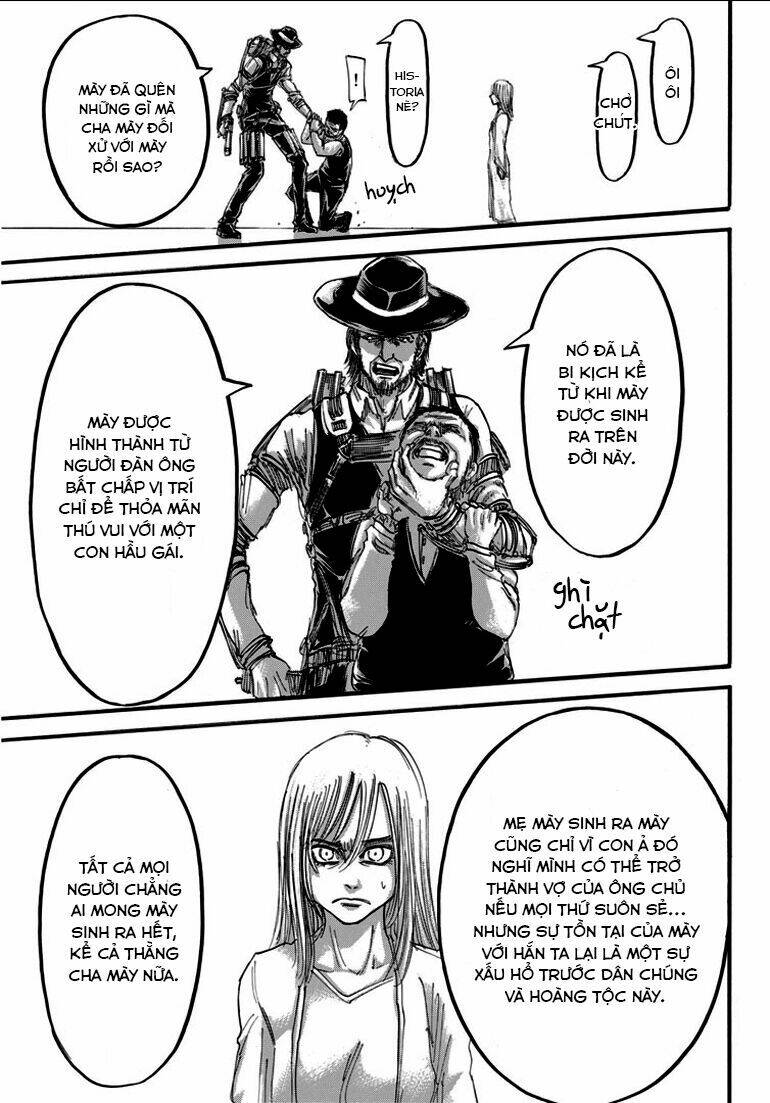 ÔI
ÔI
CHỜ
CHÚT.
HIS-
TORIA
NÈ?
!
MÀY ĐÃ QUÊN
NHỮNG GÌ MÀ
CHA MÀY ĐỐI
XỬ VỚI MÀY
RỒI SAO?
huỵch
NÓ ĐÃ LÀ
BI KỊCH KỂ
TỪ KHI MÀY
ĐƯỢC SINH
RA TRÊN
ĐỜI NÀY.
MÀY ĐƯỢC
HÌNH THÀNH TỪ
NGƯỜI ĐÀN ÔNG
BẤT CHẤP VỊ TRÍ
CHỈ ĐỂ THỎA MÃN
THÚ VUI VỚI MỘT
CON HẦU GÁI.
ghì
chặt
MẸ MÀY SINH RA MÀY
CŨNG CHỈ VÌ CON Ả ĐÓ
NGHĨ MÌNH CÓ THỂ TRỞ
THÀNH VỢ CỦA ÔNG CHỦ
NẾU MỌI THỨ SUÔN SẺ...
NHƯNG SỰ TỒN TẠI CỦA MÀY
VỚI HẮN TA LẠI LÀ MỘT SỰ
XẤU HỔ TRƯỚC DÂN CHÚNG
VÀ HOÀNG TỘC NÀY.
TẤT CẢ MỌI
NGƯỜI CHẲNG
AI MONG MÀY
SINH RA HẾT,
KỂ CẢ THẰNG
CHA MÀY NỮA.